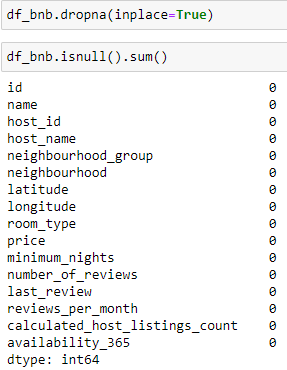 df_bnb.dropna(inplace=True)
df_bnb.isnull().sum()
id 0
name 0
host_id 0
host_name 0
neighbourhood_group 0
neighbourhood 0
latitude 0
longitude 0
room_type 0
price 0
minimum_nights 0
number_of_reviews 0
last_review 0
reviews_per_month 0
calculated_host_listings_count 0
availability_365 0
dtype: int64